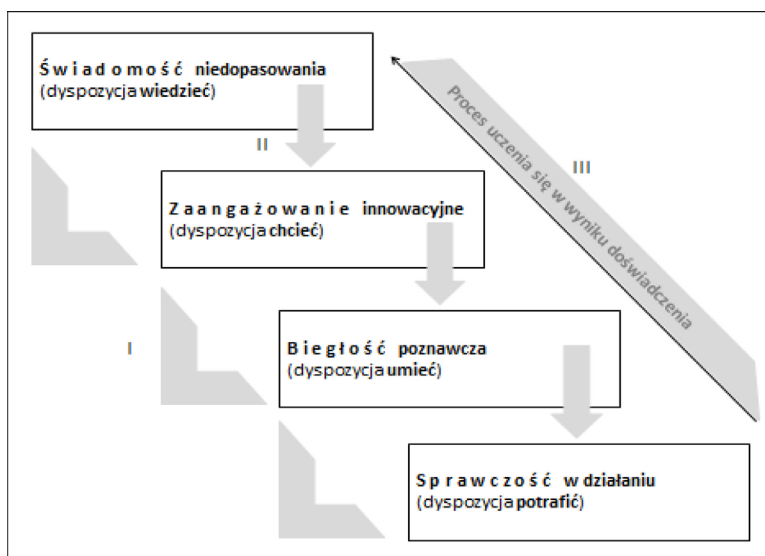 Świadomość niedopasowania
(dyspozycja wiedzieć)
II
Zaangażowanie innowacyjne
(dyspozycja chcieć)
III
Proces uczenia się w wyniku doświadczenia
I
Biegłość poznawcza
(dyspozycja umieć)
Sprawczość w działaniu
(dyspozycja potrafić)